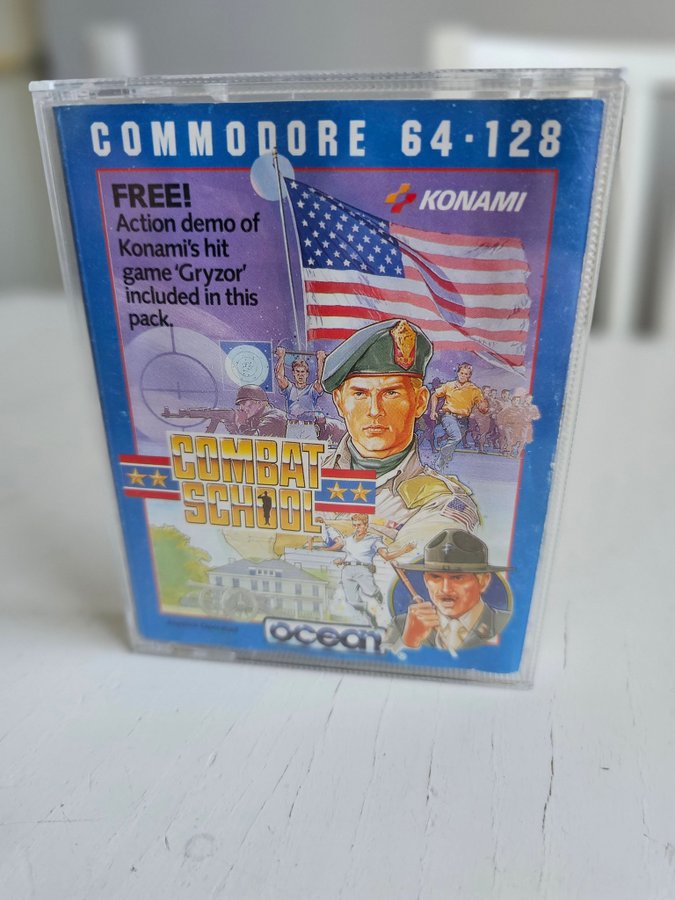 COMMODORE 64·128
FREE!
Action demo of
Konami's hit
game 'Gryzor'
included in this
pack.
KONAMI
COMBAT
SCHOOL
ocean